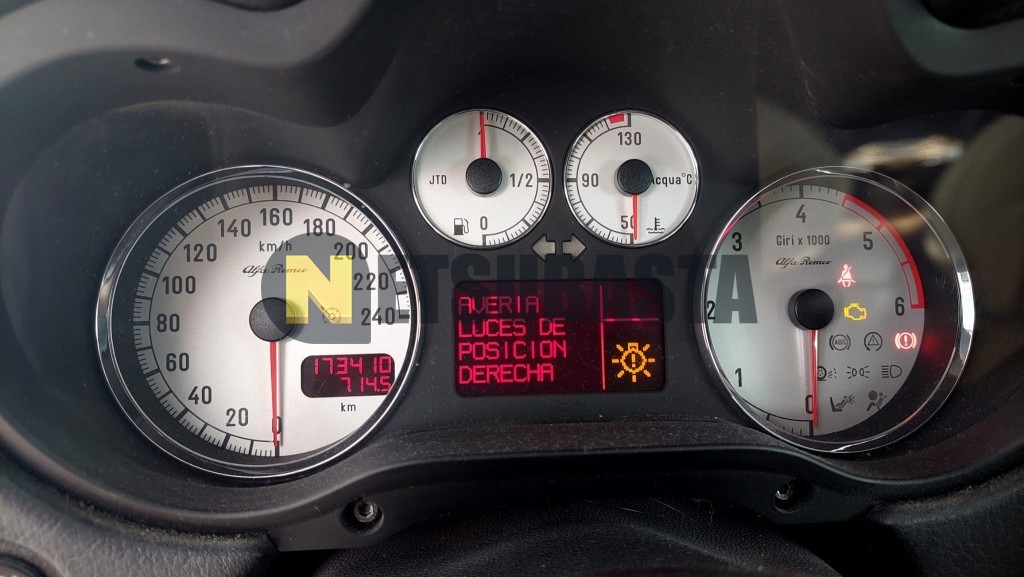 130
JTD
1/2
90
Acqua°C
0
50
160
140
180
120
km/h
200
Alfa Romeo
100
220
80
240
60
173410
714.5
40
km
20
0
NETSUBASTA
AVERIA
LUCES DE
POSICION
DERECHA
4
3
Giri x 1000
5
Alfa Romeo
2
6
ABS
1
0